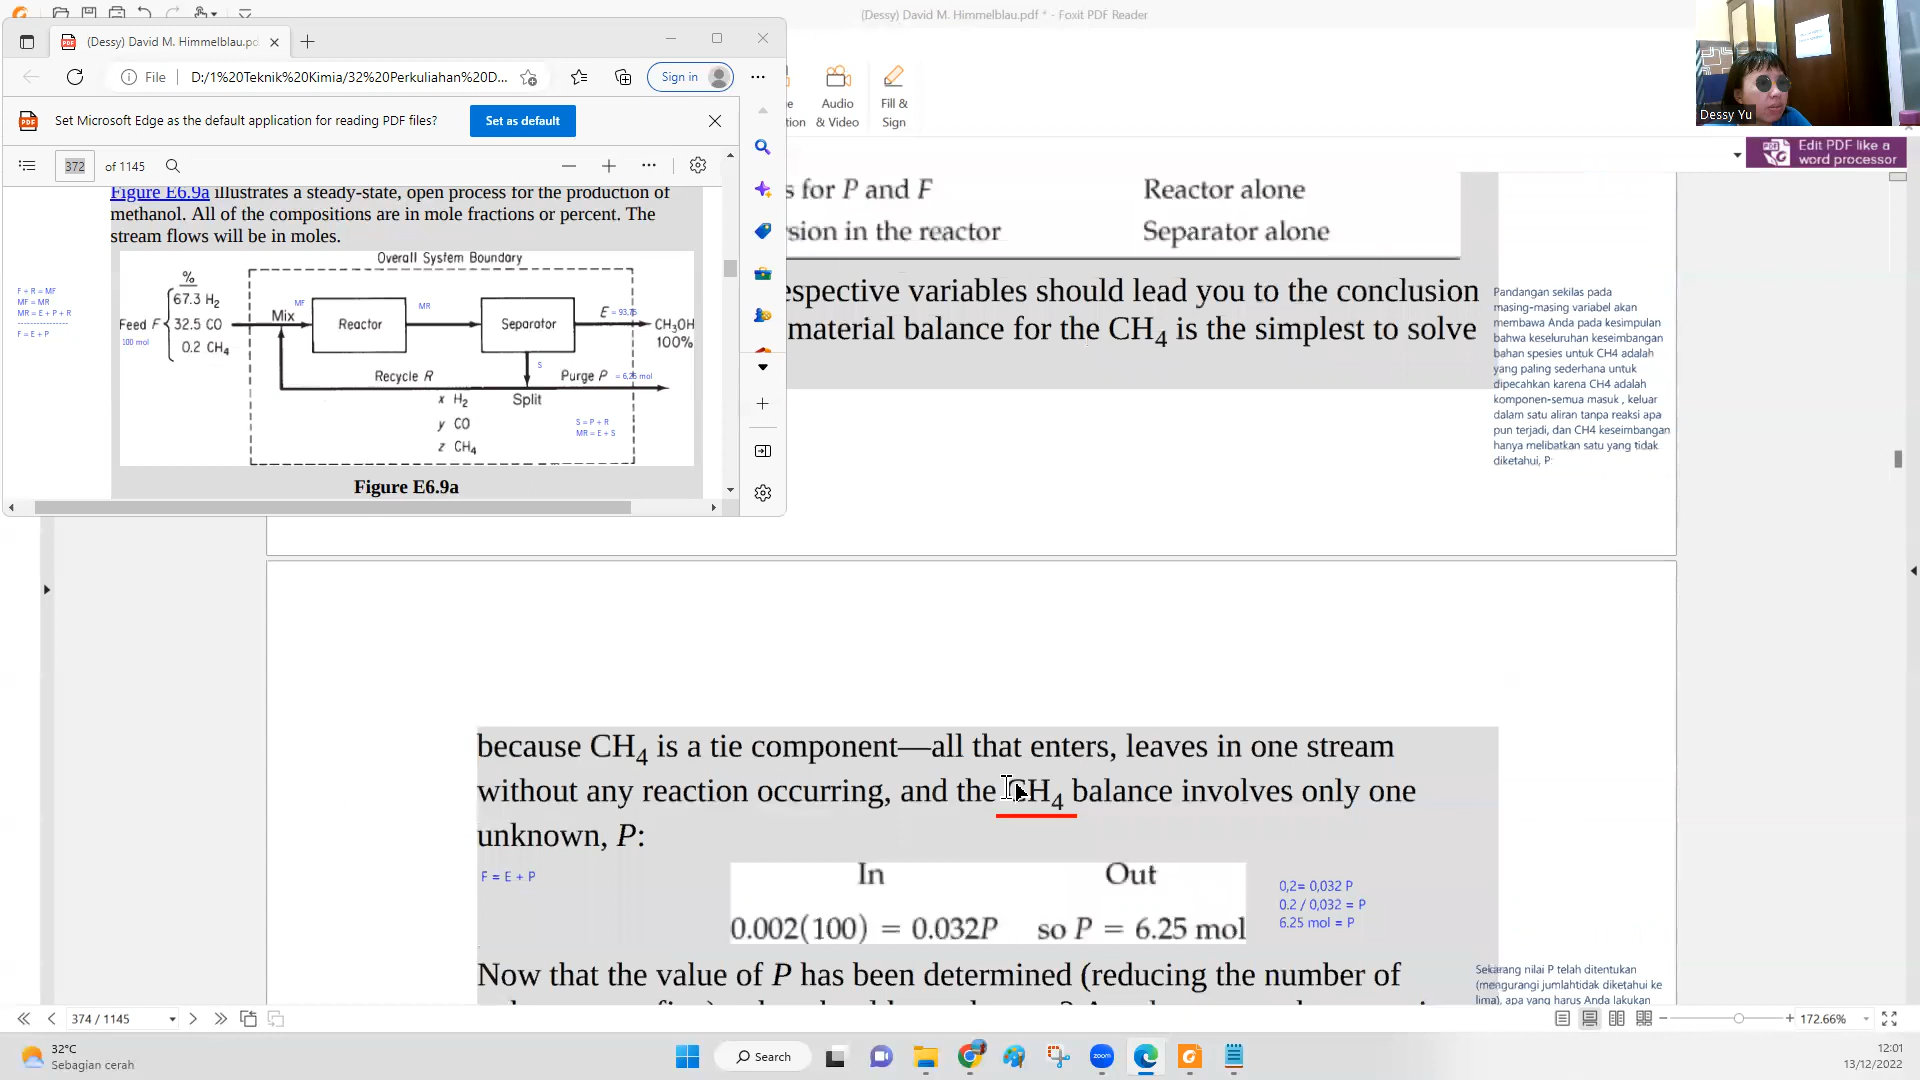 (Dessy) David M. Himmelblau.pdf * - Foxit PDF Reader
(Dessy) David M. Himmelblau.pd
File
D:/1%20Teknik%20Kimia/32%20Perkuliahan%20D...
Sign in
Set Microsoft Edge as the default application for reading PDF files?
Set as default
372
of 1145
Audio
& Video
Fill &
Sign
Dessy Yu
Edit PDF like a
word processor
Figure E6.9a illustrates a steady-state, open process for the production of
methanol. All of the compositions are in mole fractions or percent. The
stream flows will be in moles.
Overall System Boundary
F + R = MF
MF = MR
MR = E + P + R
------------------
F = E + P
%
67.3 H2
Feed F
32.5 CO
0.2 CH4
100 mol
Mix
MF
Reactor
MR
Separator
E = 93,75
CH3OH
100%
S
Recycle R
Purge P = 6,25 mol
x H2
y CO
z CH4
Split
S = P + R
MR = E + S
Figure E6.9a
s for P and F
Reactor alone
sion in the reactor
Separator alone
espective variables should lead you to the conclusion
material balance for the CH4 is the simplest to solve
Pandangan sekilas pada
masing-masing variabel akan
membawa Anda pada kesimpulan
bahwa keseluruhan keseimbangan
bahan spesies untuk CH4 adalah
yang paling sederhana untuk
dipecahkan karena CH4 adalah
komponen-semua masuk , keluar
dalam satu aliran tanpa reaksi apa
pun terjadi, dan CH4 keseimbangan
hanya melibatkan satu yang tidak
diketahui, P:
because CH4 is a tie component—all that enters, leaves in one stream
without any reaction occurring, and the CH4 balance involves only one
unknown, P:
F = E + P
In
Out
0.002(100) = 0.032P so P = 6.25 mol
0,2= 0,032 P
0.2 / 0,032 = P
6.25 mol = P
Now that the value of P has been determined (reducing the number of
Sekarang nilai P telah ditentukan
(mengurangi jumlahtidak diketahui ke
lima), apa yang harus Anda lakukan
374 / 1145
172.66%
32°C
Sebagian cerah
Search
zoom
12:01
13/12/2022